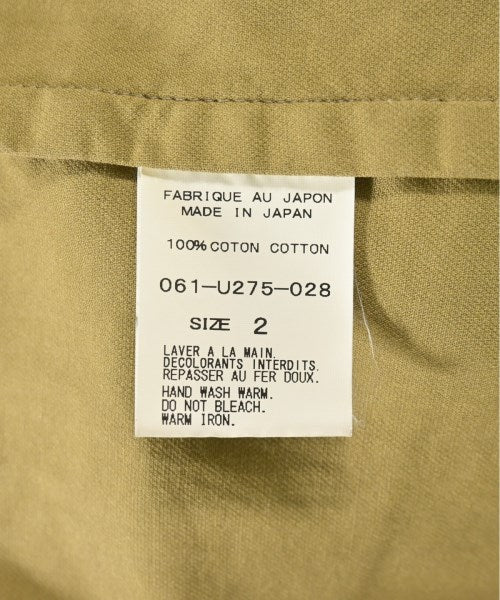 FABRIQUE AU JAPON
MADE IN JAPAN
100% COTON COTTON
061-U275-028
SIZE 2
LAVER A LA MAIN.
DECOLORANTS INTERDITS.
REPASSER AU FER DOUX.
HAND WASH WARM.
DO NOT BLEACH.
WARM IRON.